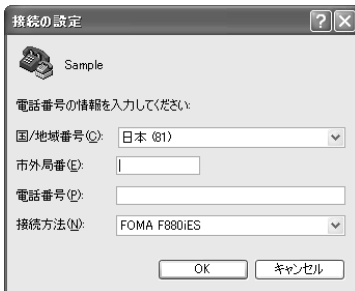 接続の設定
Sample
電話番号の情報を入力してください:
国/地域番号(C): 日本 (81)
市外局番(E):
電話番号(P):
接続方法(N): FOMA F880iES
OK キャンセル